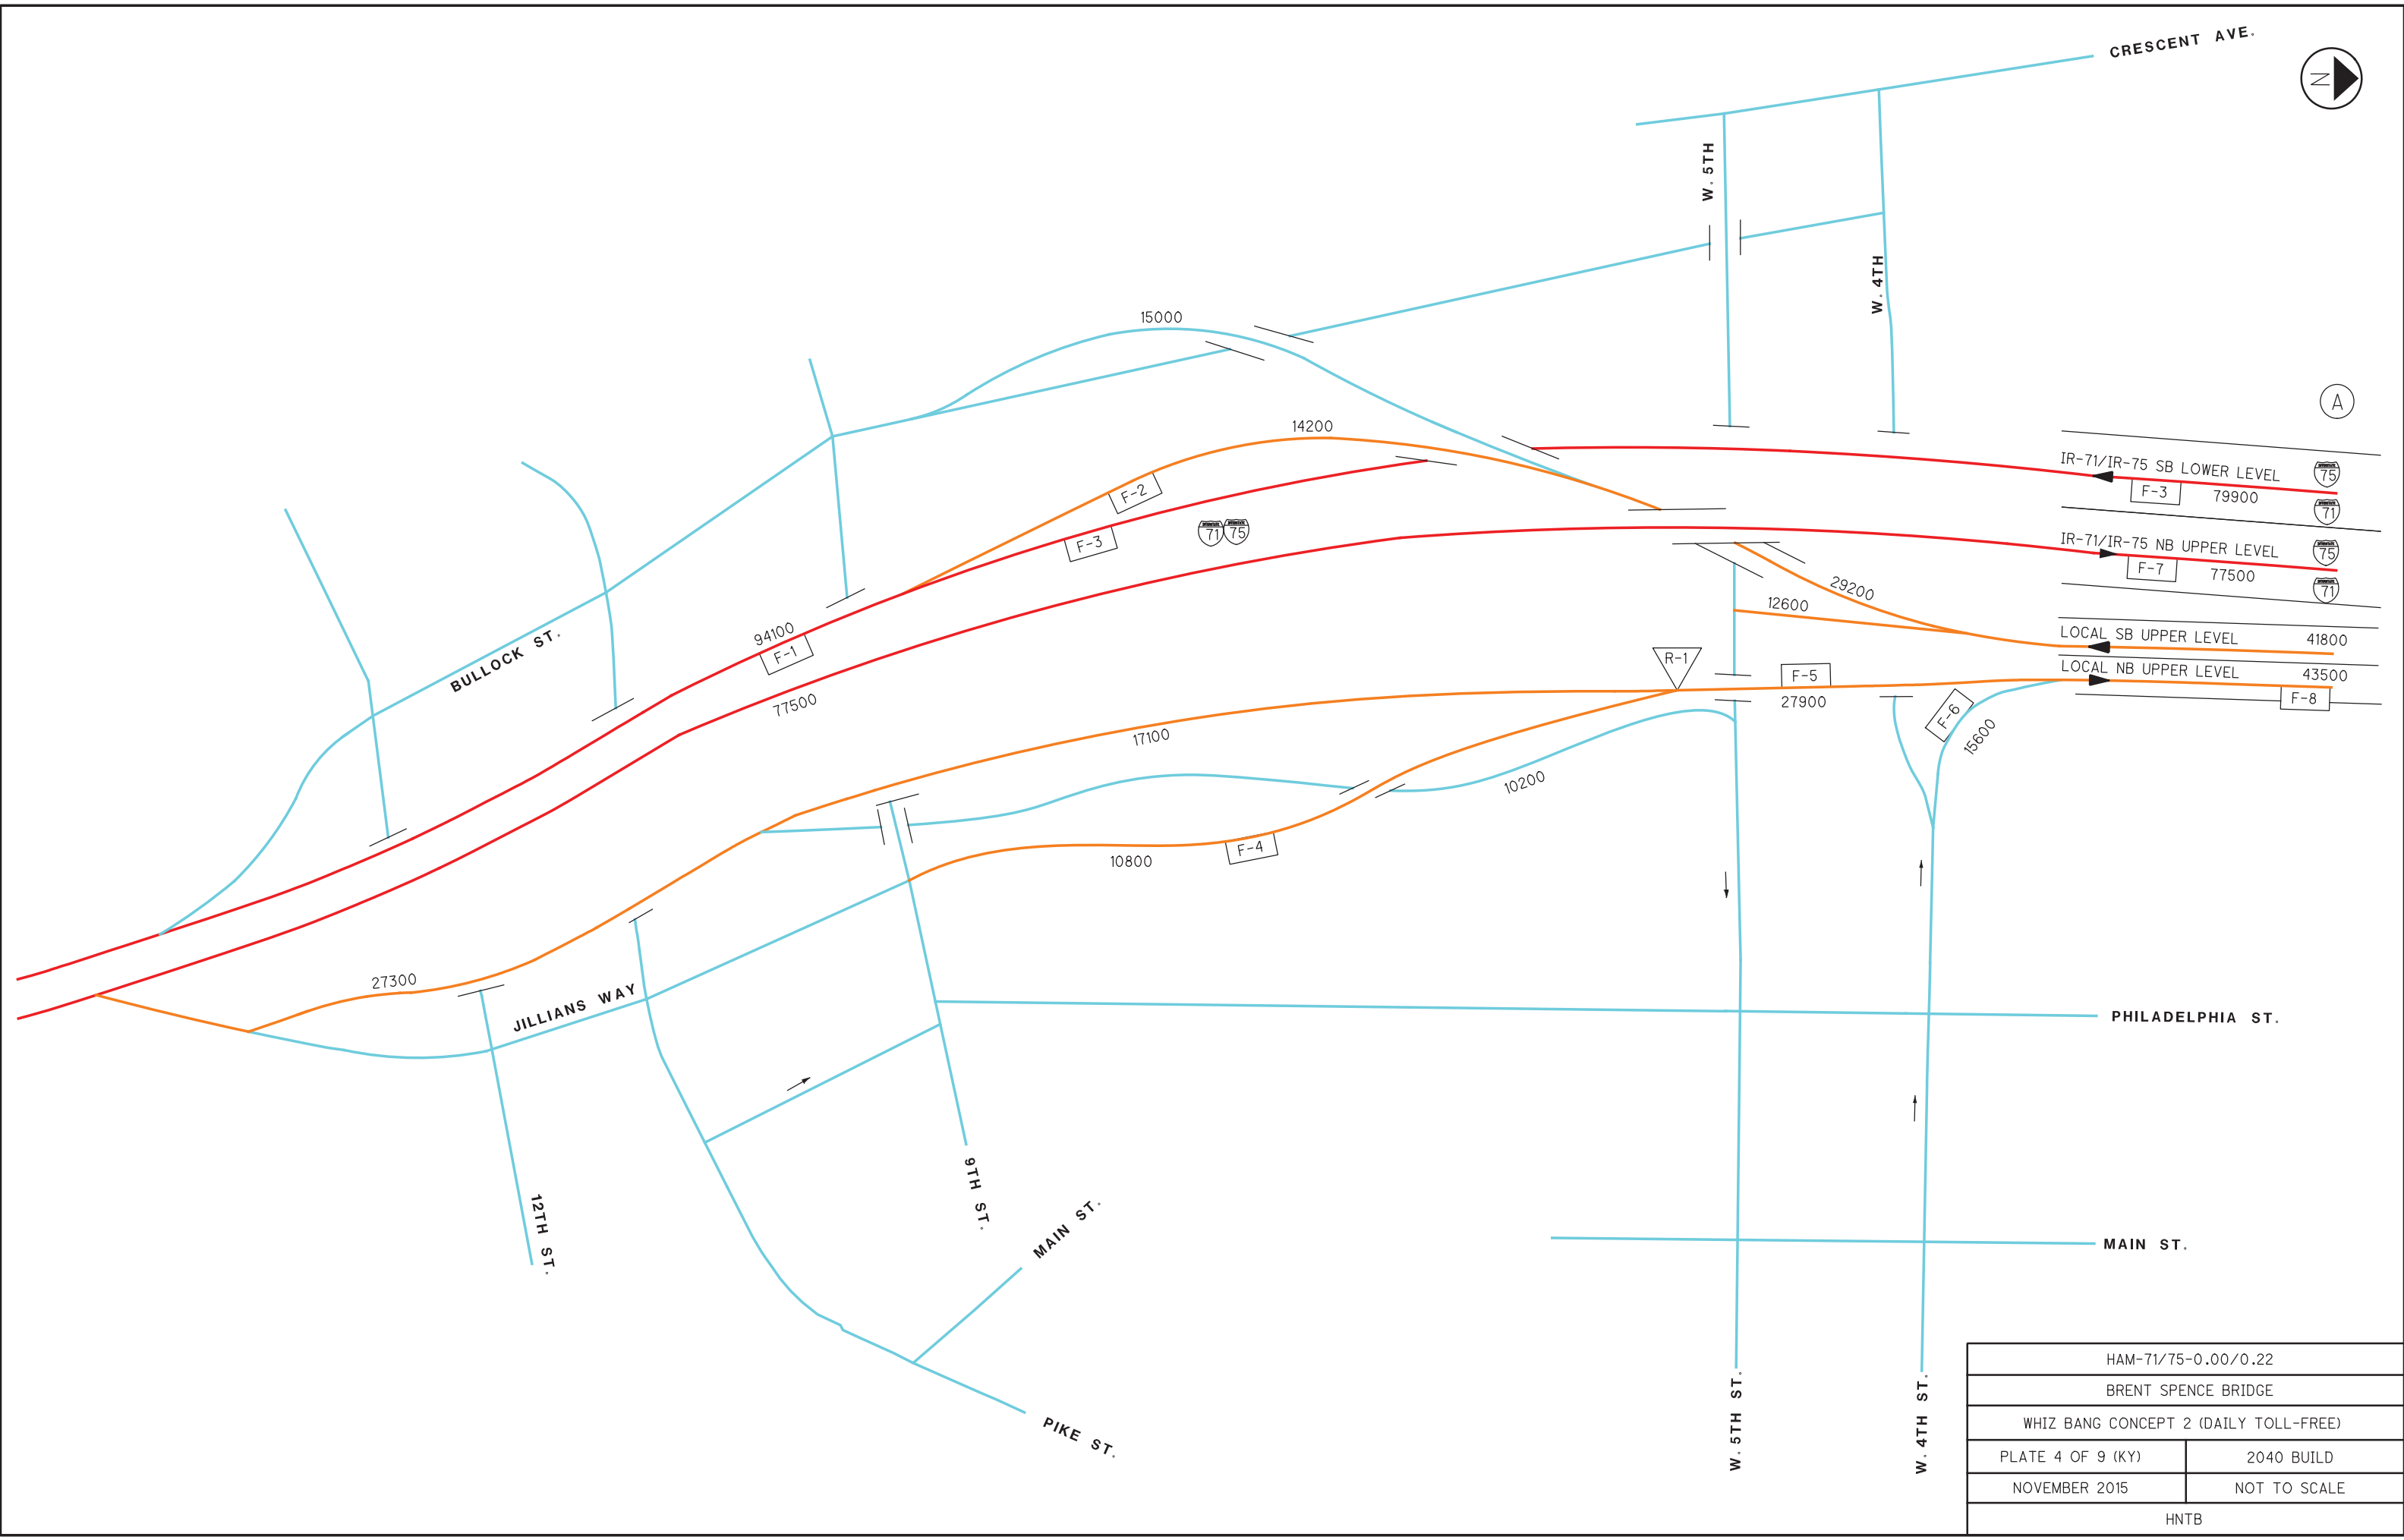 CRESCENT AVE.
N
W. 5TH
W. 4TH
15000
14200
A
IR-71/IR-75 SB LOWER LEVEL
75
F-3
79900
71
IR-71/IR-75 NB UPPER LEVEL
75
F-7
77500
71
F-2
F-3
71
75
29200
12600
LOCAL SB UPPER LEVEL
41800
LOCAL NB UPPER LEVEL
43500
F-8
BULLOCK ST.
94100
F-1
77500
R-1
F-5
27900
F-6
15600
17100
10200
10800
F-4
27300
JILLIANS WAY
PHILADELPHIA ST.
12TH ST.
9TH ST.
MAIN ST.
MAIN ST.
PIKE ST.
W. 5TH ST.
W. 4TH ST.
HAM-71/75-0.00/0.22
BRENT SPENCE BRIDGE
WHIZ BANG CONCEPT 2 (DAILY TOLL-FREE)
PLATE 4 OF 9 (KY)
2040 BUILD
NOVEMBER 2015
NOT TO SCALE
HNTB